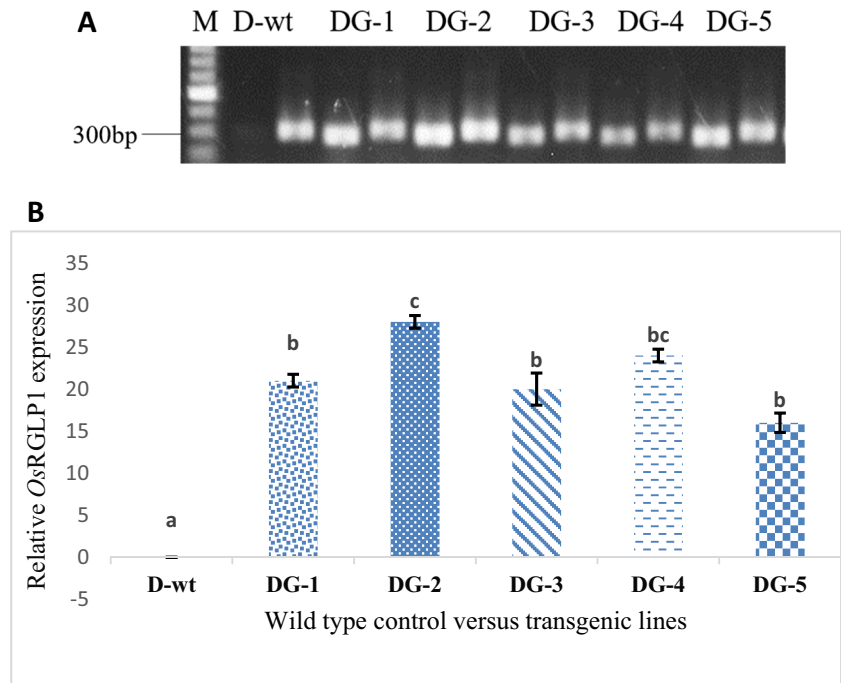 A
M D-wt DG-1 DG-2 DG-3 DG-4 DG-5
300bp
B
Relative OsRGLP1 expression
35
30
25
20
15
10
5
0
-5
a
b
c
b
bc
b
D-wt DG-1 DG-2 DG-3 DG-4 DG-5
Wild type control versus transgenic lines